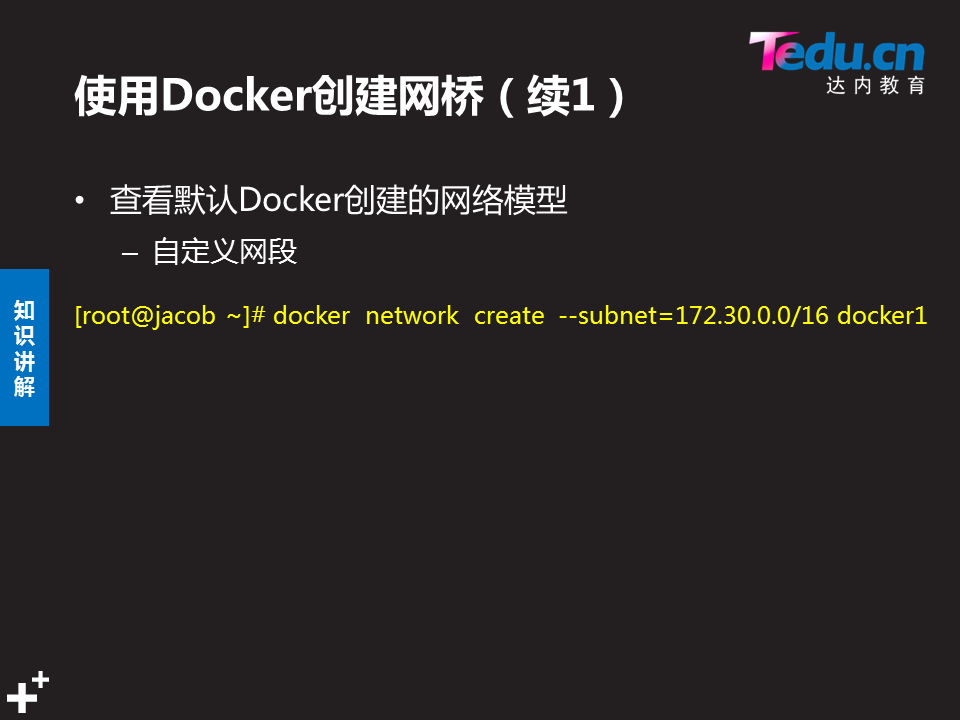 Tedu.cn
达内教育
使用Docker创建网桥（续1）
• 查看默认Docker创建的网络模型
– 自定义网段
知识讲解
[root@jacob ~]# docker network create --subnet=172.30.0.0/16 docker1